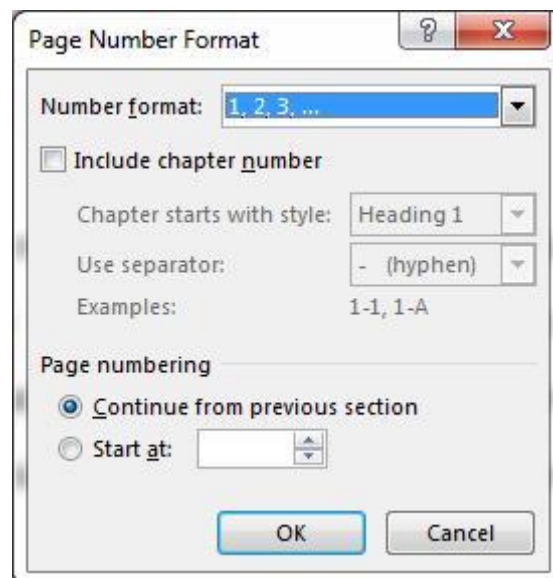 Page Number Format ? X
Number format: 1, 2, 3, ...
Include chapter number
Chapter starts with style: Heading 1
Use separator: - (hyphen)
Examples: 1-1, 1-A
Page numbering
Continue from previous section
Start at:
OK Cancel